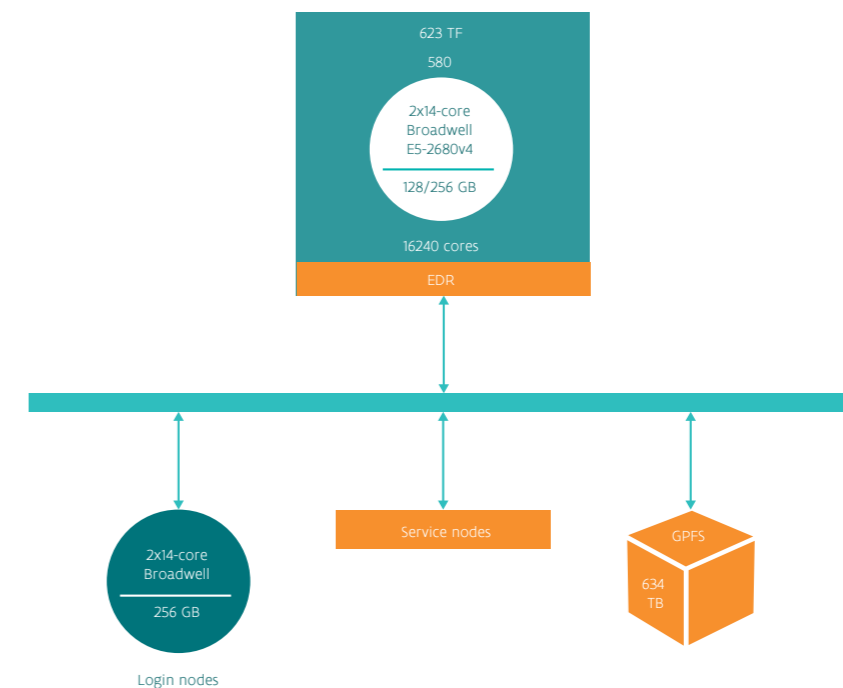 623 TF
580
2x14-core
Broadwell
E5-2680v4
128/256 GB
16240 cores
EDR
2x14-core
Broadwell
256 GB
Login nodes
Service nodes
GPFS
634
TB